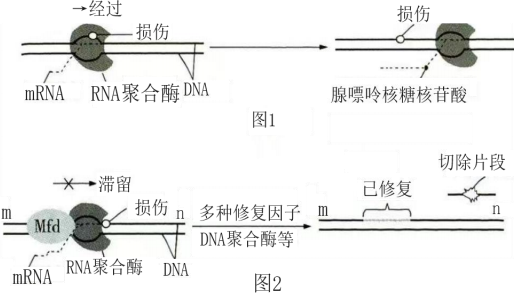 →经过
损伤
mRNA
RNA聚合酶
DNA
损伤
腺嘌呤核糖核苷酸
图1
滞留
m
Mfd
损伤
n
mRNA
RNA聚合酶
DNA
多种修复因子
DNA聚合酶等
切除片段
已修复
m
n
图2